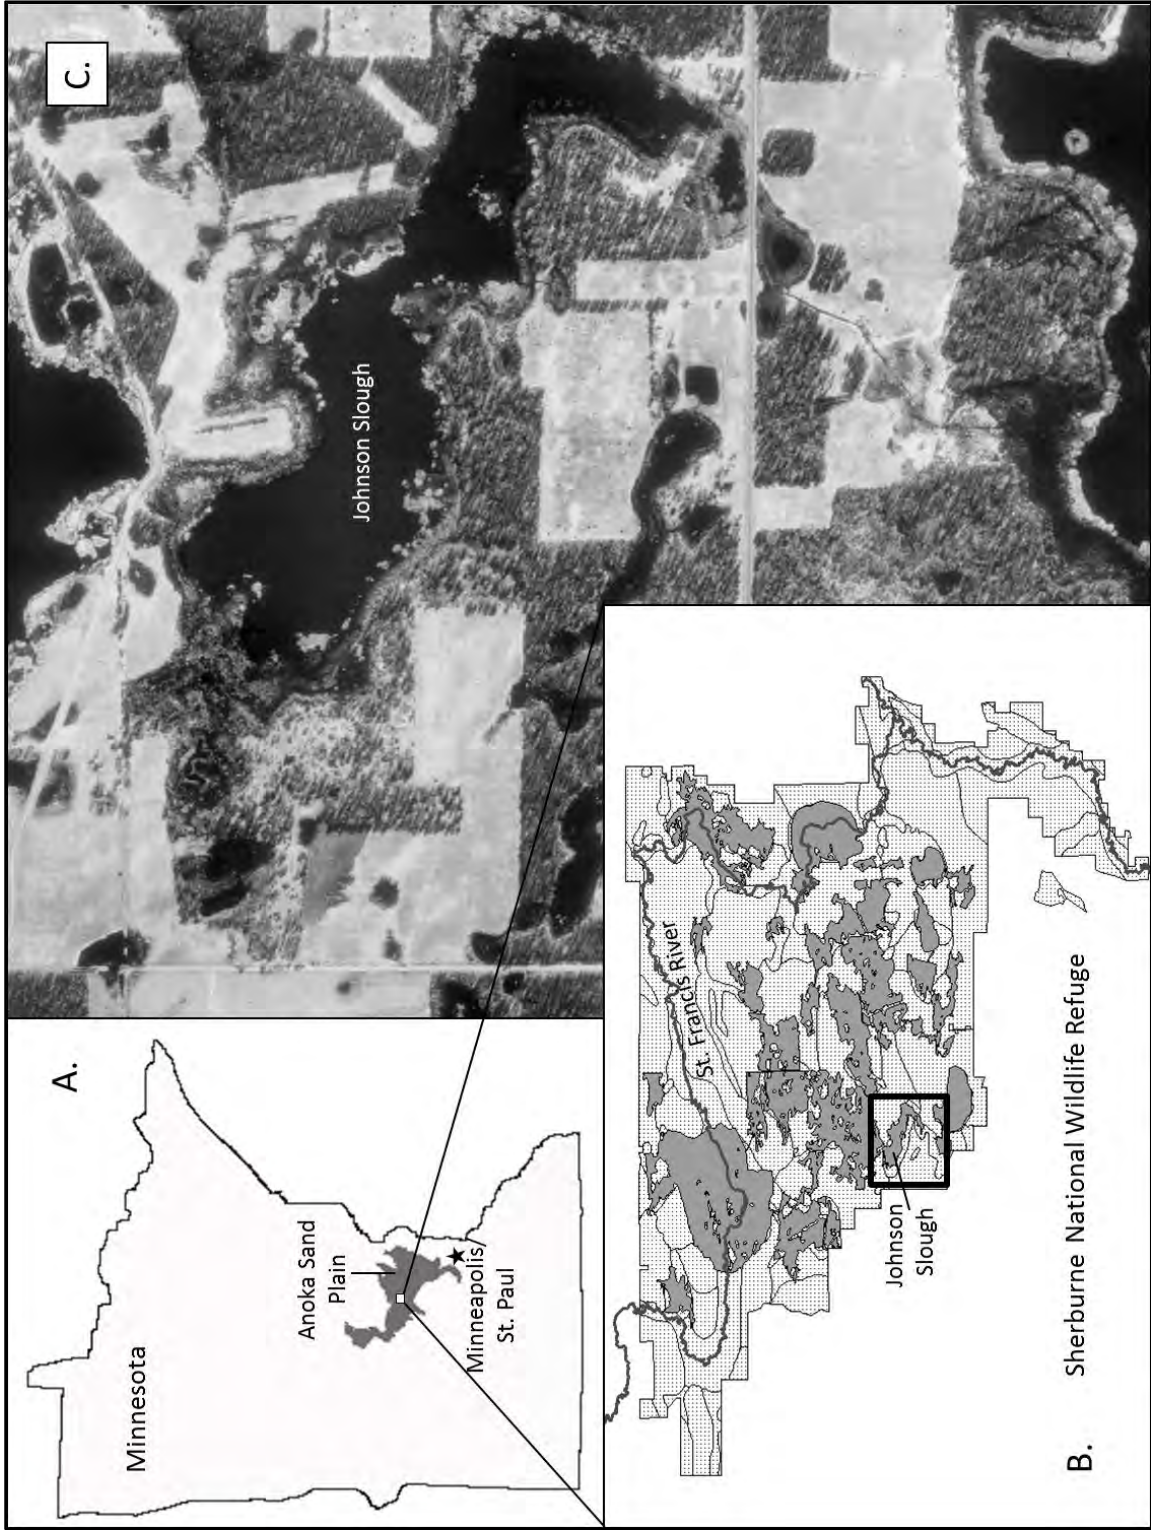 A.
Minnesota
Anoka Sand
Plain
Minneapolis
St. Paul
B.
St. Francis River
Johnson
Slough
Sherburne National Wildlife Refuge
C.
Johnson Slough